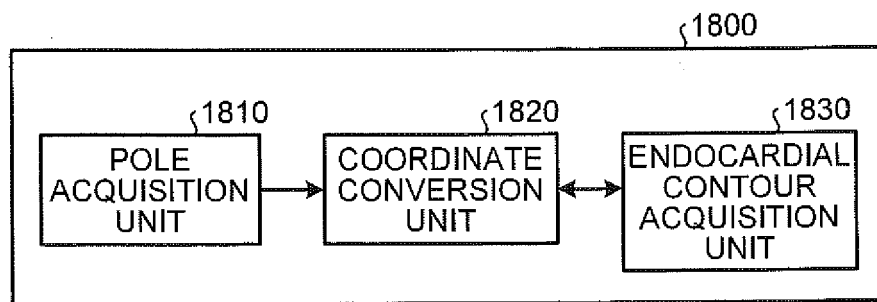 1800
1810
POLE
ACQUISITION
UNIT
1820
COORDINATE
CONVERSION
UNIT
1830
ENDOCARDIAL
CONTOUR
ACQUISITION
UNIT